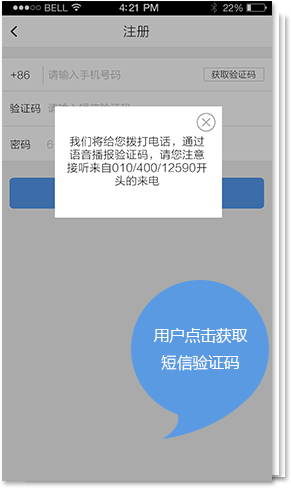 BELL 4:21 PM 22%
注册
+86 请输入手机号码 获取验证码
验证码 请输入短信验证码
密码 6
我们将给您拨打电话，通过
语音播报验证码，请您注意
接听来自010/400/12590开
头的来电
用户点击获取
短信验证码